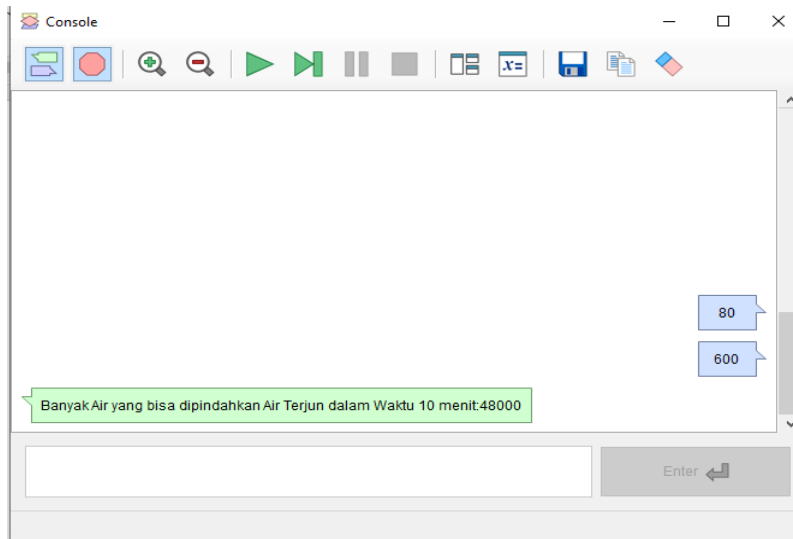 Console
x=
80
600
Banyak Air yang bisa dipindahkan Air Terjun dalam Waktu 10 menit:48000
Enter